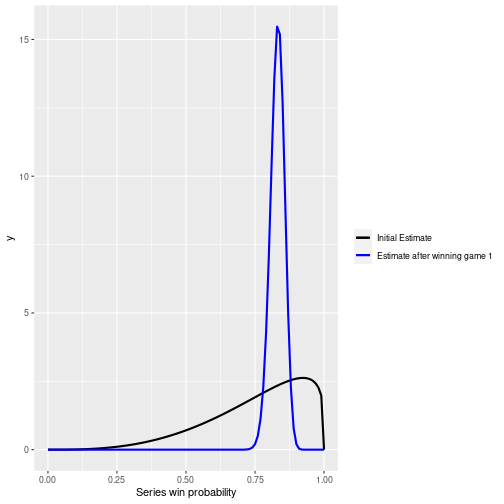 15
10
5
0
y
0.00 0.25 0.50 0.75 1.00
Series win probability
Initial Estimate
Estimate after winning game 1